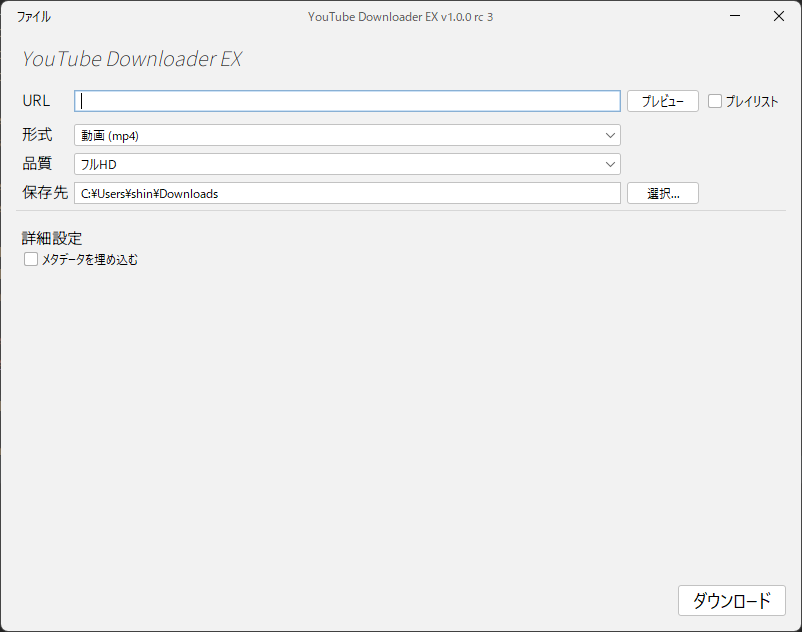 ファイル
YouTube Downloader EX v1.0.0 rc 3
YouTube Downloader EX
URL
プレビュー
プレイリスト
形式
動画 (mp4)
品質
フルHD
保存先
C:¥Users¥shin¥Downloads
選択...
詳細設定
メタデータを埋め込む
ダウンロード